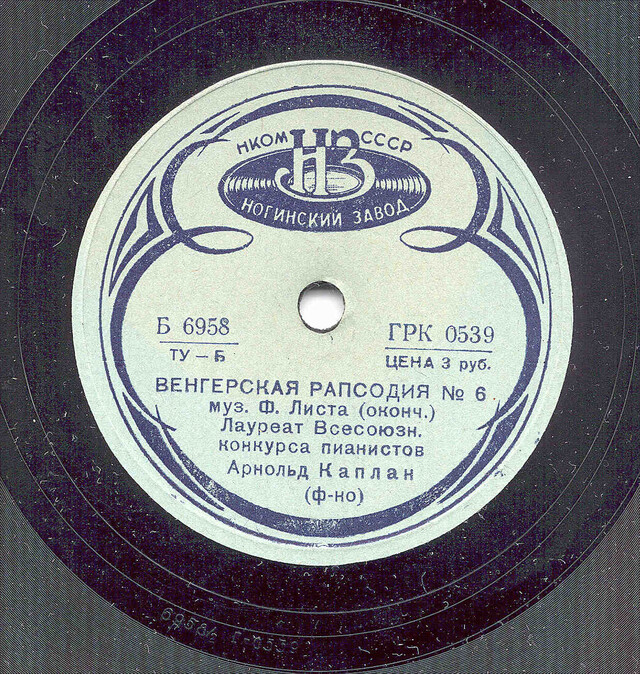 НКОМ НЗ СССР
НОГИНСКИЙ ЗАВОД
Б 6958
ТУ – Б
ГРК 0539
ЦЕНА 3 руб.
ВЕНГЕРСКАЯ РАПСОДИЯ № 6
муз. Ф. Листа (оконч.)
Лауреат Всесоюзн.
конкурса пианистов
Арнольд Каплан
(ф-но)